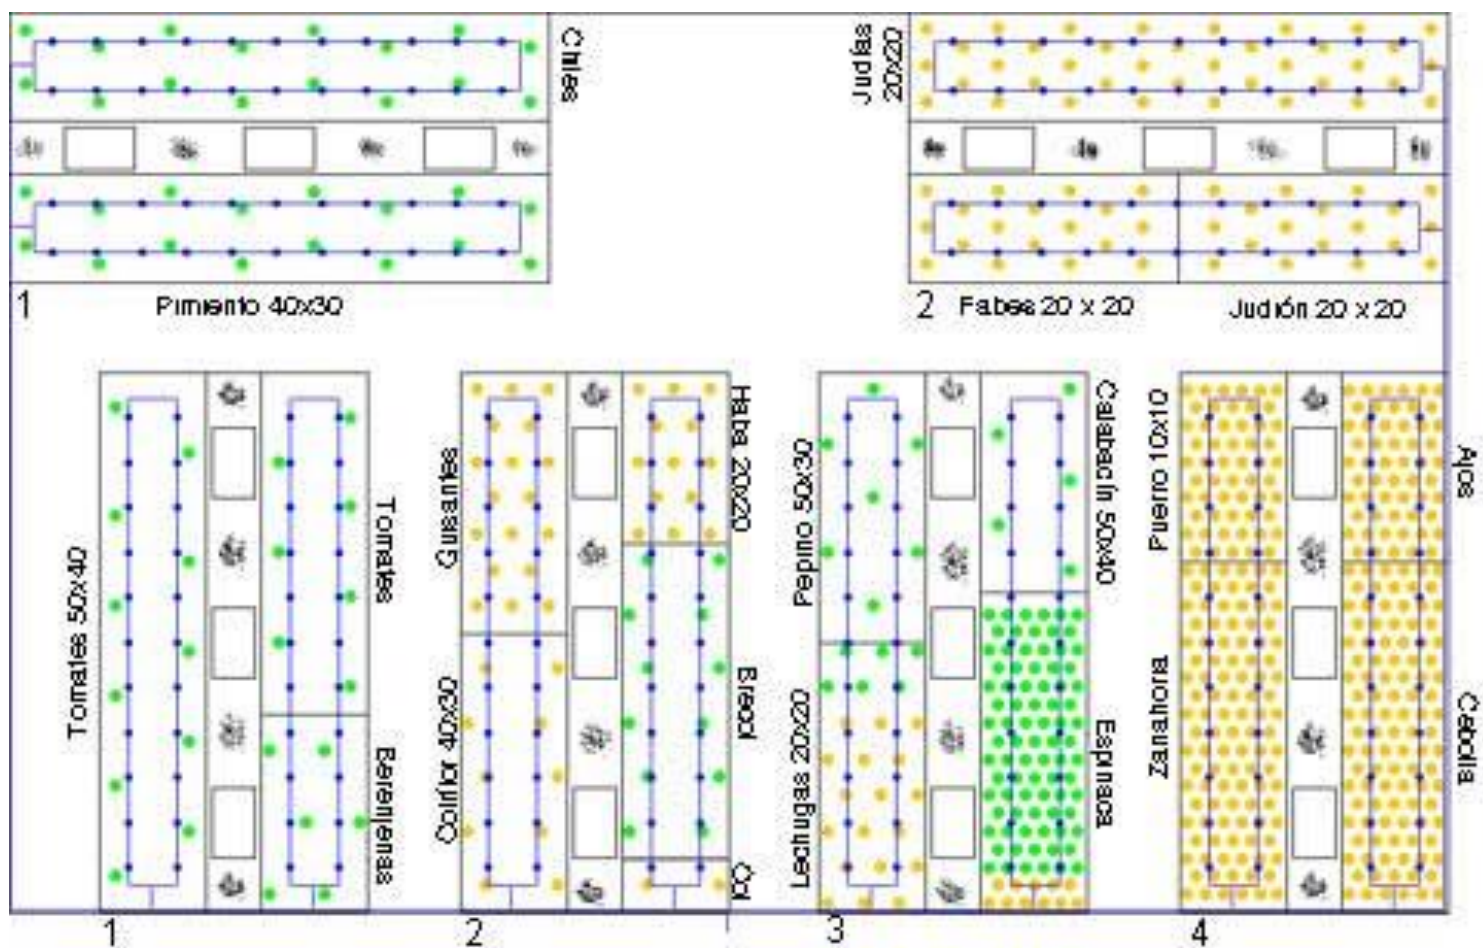 Chiles
Judías
20x20
1
Pimiento 40x30
2
Fabes 20 x 20
Judión 20 x 20
Tomates 50x40
Tomates
Berenjenas
Guisantes
Colirlor 40x30
Haba 20x20
Brecol
Col
Pepino 50x30
Lechugas 20x20
Calabacín 50x40
Espinaca
Puerro 10x10
Zanahoria
Ajos
Cebolla
1
2
3
4